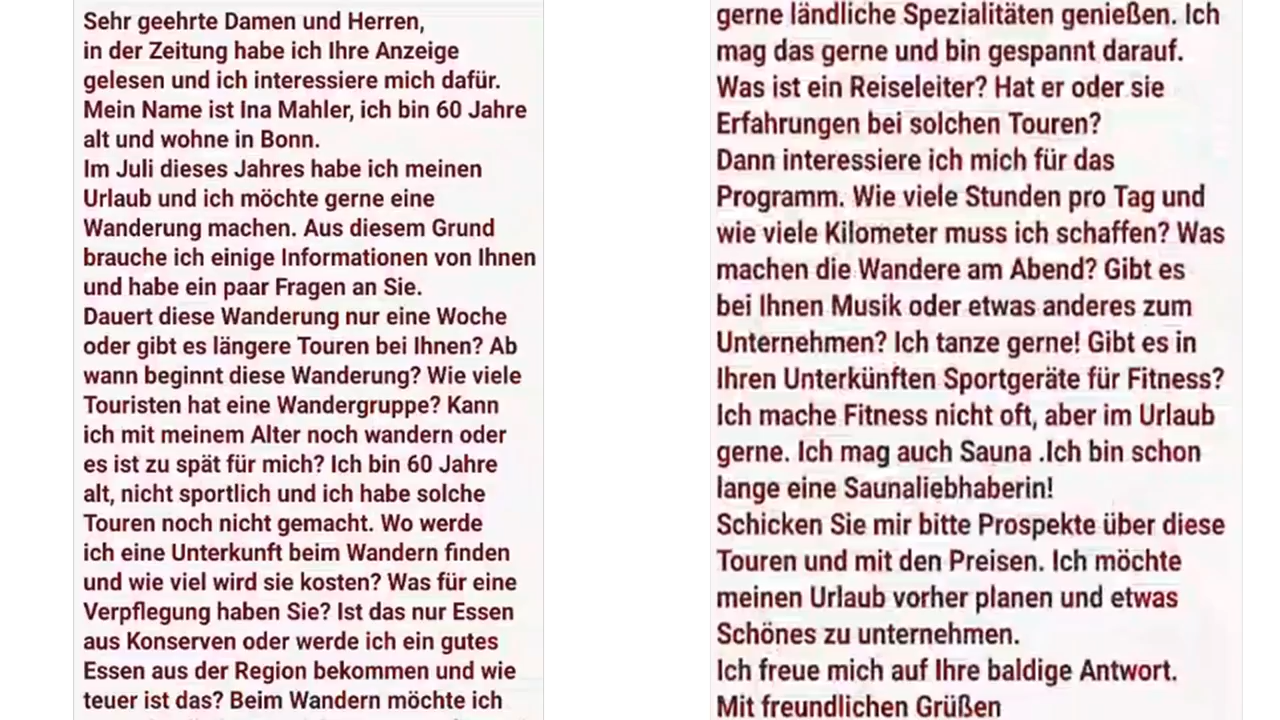 Sehr geehrte Damen und Herren,
in der Zeitung habe ich Ihre Anzeige
gelesen und ich interessiere mich dafür.
Mein Name ist Ina Mahler, ich bin 60 Jahre
alt und wohne in Bonn.
Im Juli dieses Jahres habe ich meinen
Urlaub und ich möchte gerne eine
Wanderung machen. Aus diesem Grund
brauche ich einige Informationen von Ihnen
und habe ein paar Fragen an Sie.
Dauert diese Wanderung nur eine Woche
oder gibt es längere Touren bei Ihnen? Ab
wann beginnt diese Wanderung? Wie viele
Touristen hat eine Wandergruppe? Kann
ich mit meinem Alter noch wandern oder
es ist zu spät für mich? Ich bin 60 Jahre
alt, nicht sportlich und ich habe solche
Touren noch nicht gemacht. Wo werde
ich eine Unterkunft beim Wandern finden
und wie viel wird sie kosten? Was für eine
Verpflegung haben Sie? Ist das nur Essen
aus Konserven oder werde ich ein gutes
Essen aus der Region bekommen und wie
teuer ist das? Beim Wandern möchte ich
gerne ländliche Spezialitäten genießen. Ich
mag das gerne und bin gespannt darauf.
Was ist ein Reiseleiter? Hat er oder sie
Erfahrungen bei solchen Touren?
Dann interessiere ich mich für das
Programm. Wie viele Stunden pro Tag und
wie viele Kilometer muss ich schaffen? Was
machen die Wandere am Abend? Gibt es
bei Ihnen Musik oder etwas anderes zum
Unternehmen? Ich tanze gerne! Gibt es in
Ihren Unterkünften Sportgeräte für Fitness?
Ich mache Fitness nicht oft, aber im Urlaub
gerne. Ich mag auch Sauna .Ich bin schon
lange eine Saunaliebhaberin!
Schicken Sie mir bitte Prospekte über diese
Touren und mit den Preisen. Ich möchte
meinen Urlaub vorher planen und etwas
Schönes zu unternehmen.
Ich freue mich auf Ihre baldige Antwort.
Mit freundlichen Grüßen